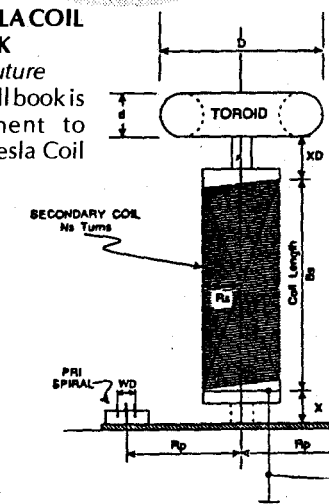 LA COIL
K
uture
ll book is
ment to
esla Coil
D
d
TOROID
XD
SECONDARY COIL
Ns Turns
Rs
Coil Length
Bs
PRI
SPIRAL
WD
X
Rp
Rp